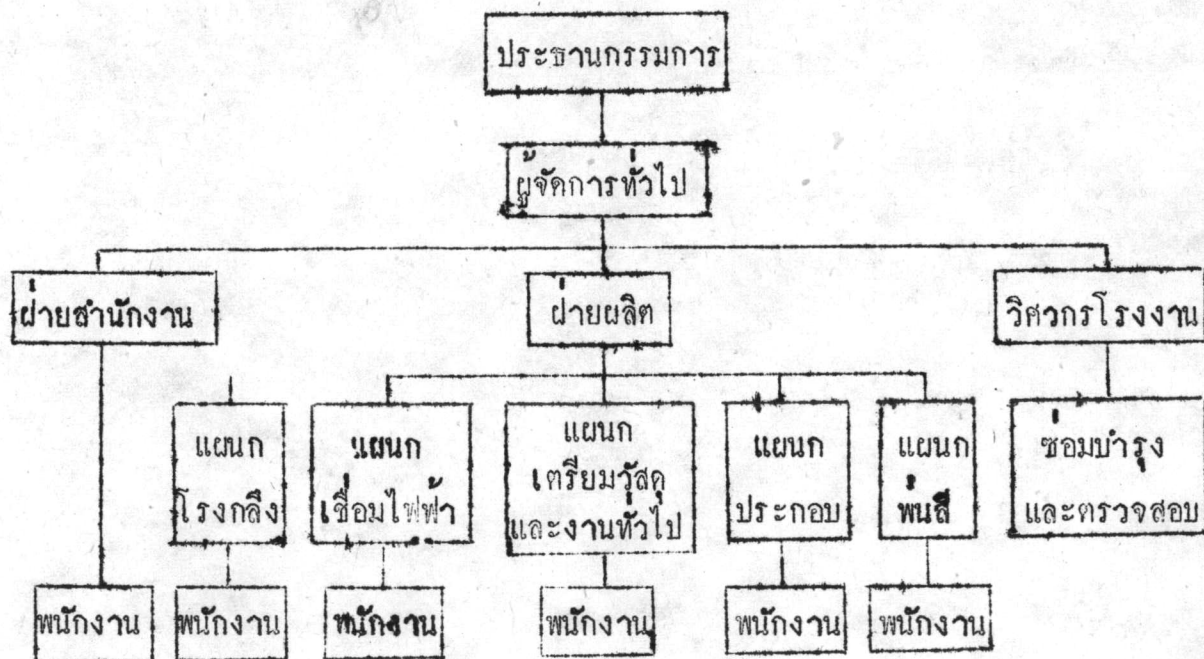 ประธานกรรมการ
ผู้จัดการทั่วไป
ฝ่ายสำนักงาน
ฝ่ายผลิต
วิศวกรโรงงาน
แผนก
โรงกลึง
แผนก
เชื่อมไฟฟ้า
แผนก
เตรียมวัสดุ
และงานทั่วไป
แผนก
ประกอบ
แผนก
พ่นสี
ซ่อมบำรุง
และตรวจสอบ
พนักงาน
พนักงาน
พนักงาน
พนักงาน
พนักงาน
พนักงาน